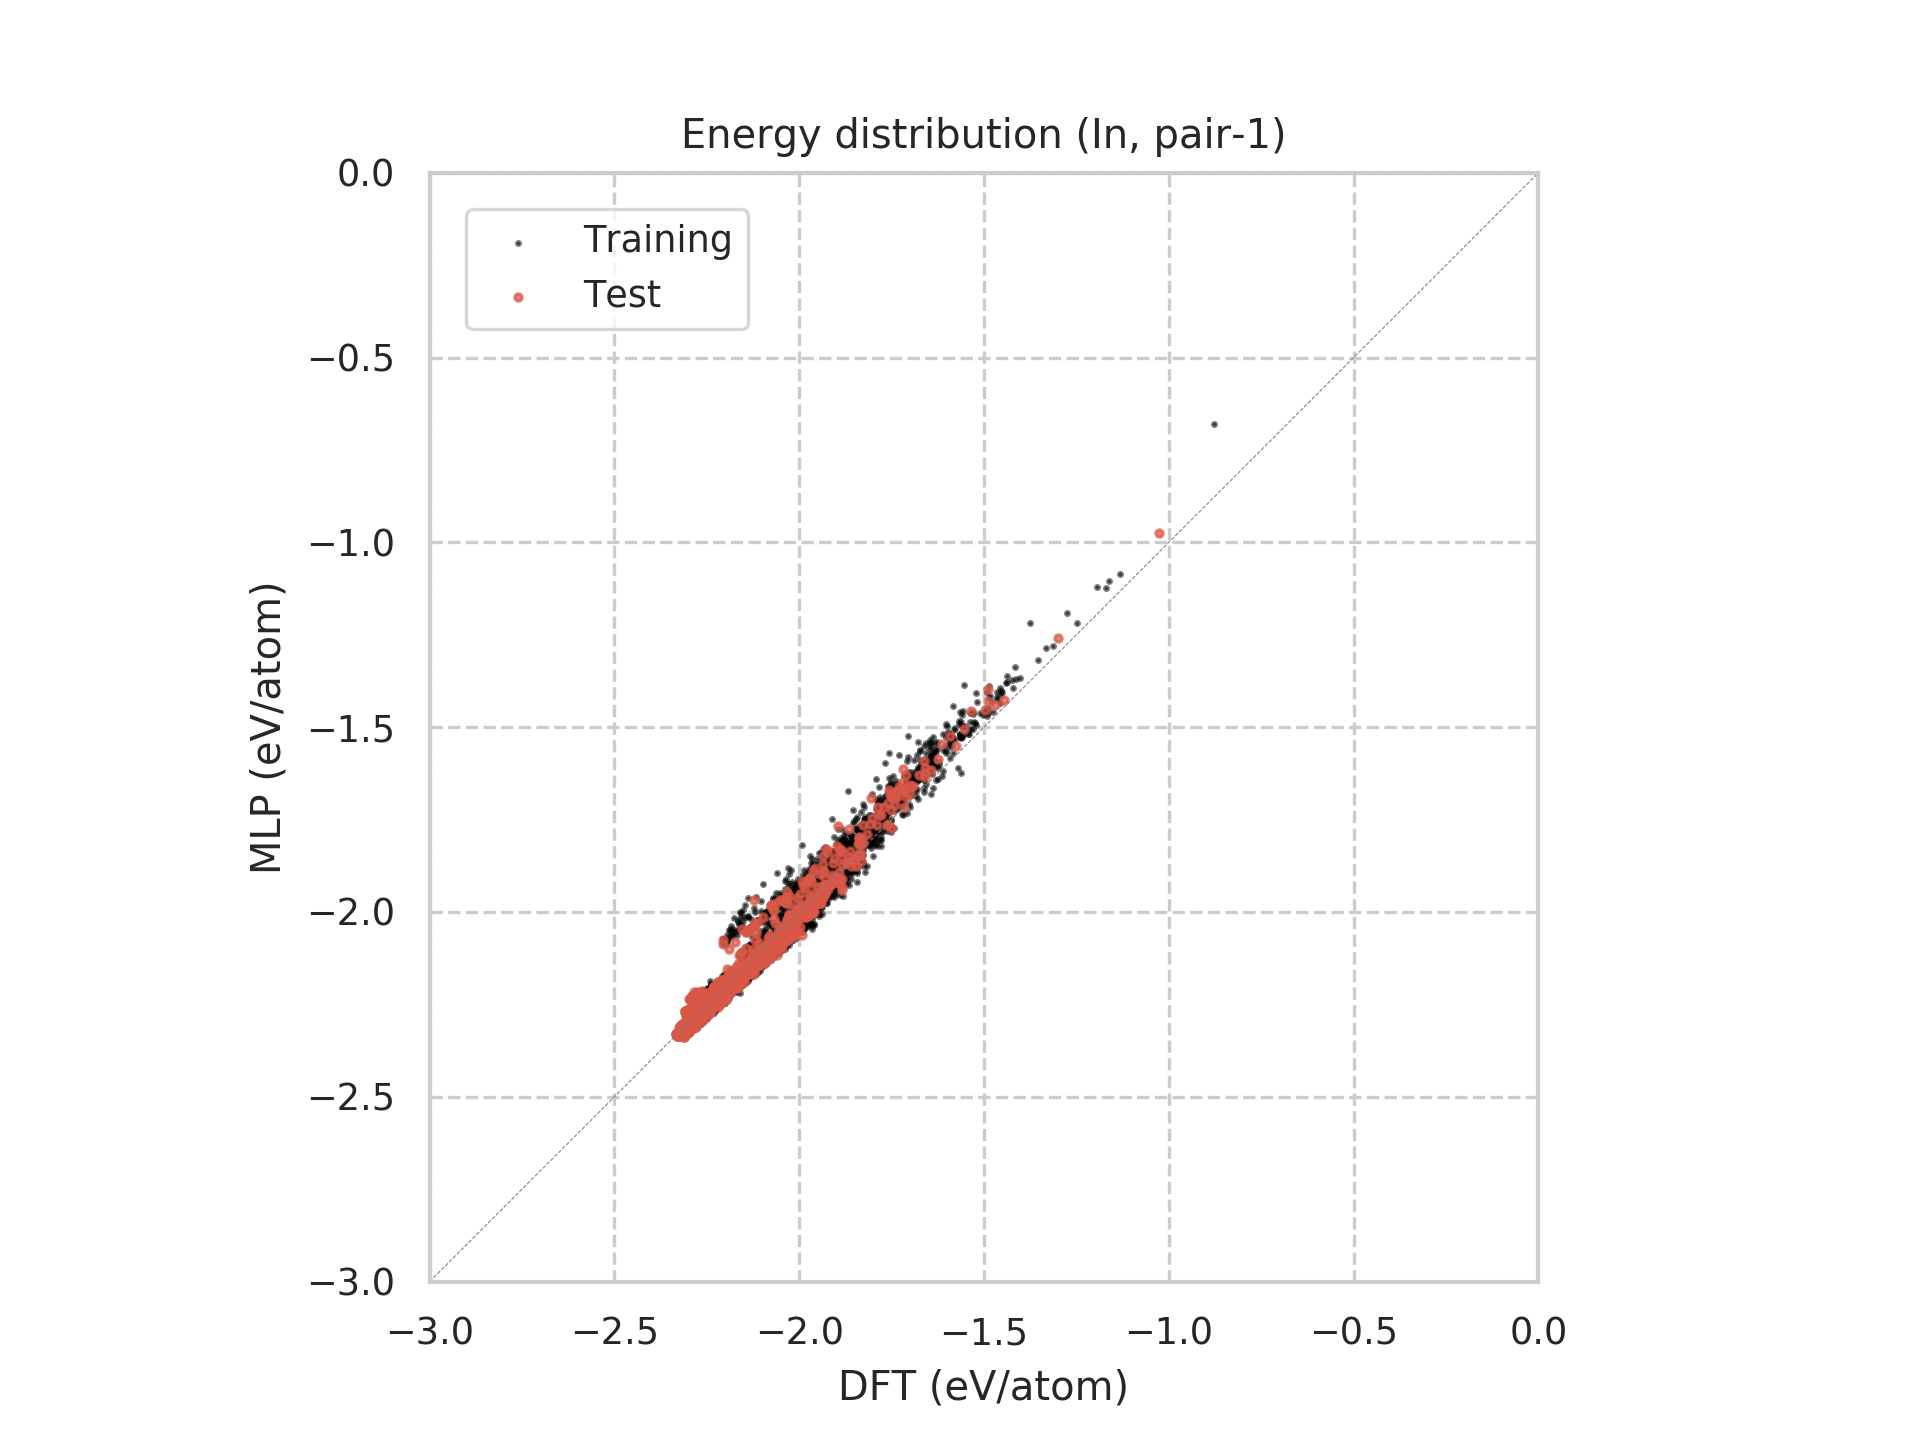 Energy distribution (In, pair-1)
Training
Test
0.0
−0.5
−1.0
−1.5
−2.0
−2.5
−3.0
MLP (eV/atom)
−3.0 −2.5 −2.0 −1.5 −1.0 −0.5 0.0
DFT (eV/atom)